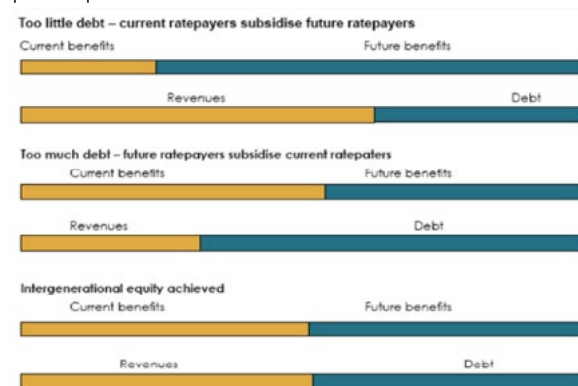 Too little debt – current ratepayers subsidise future ratepayers
Current benefits Future benefits
Revenues Debt
Too much debt – future ratepayers subsidise current ratepaters
Current benefits Future benefits
Revenues Debt
Intergenerational equity achieved
Current benefits Future benefits
Revenues Debt